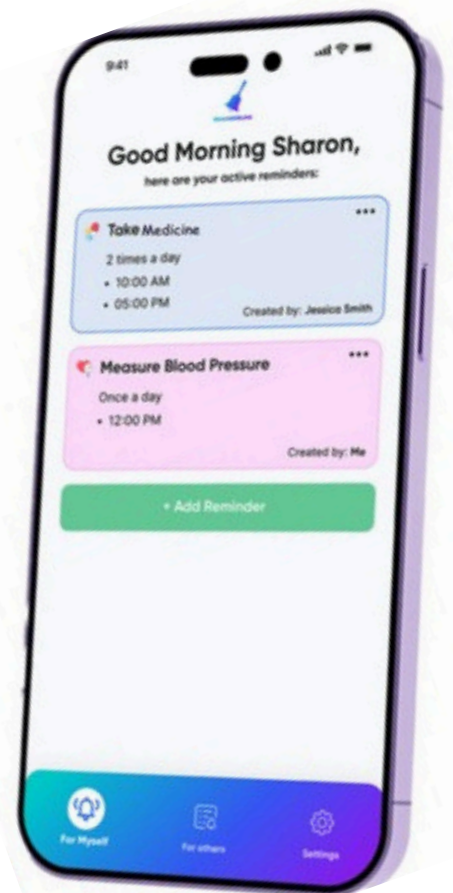 9:41
Good Morning Sharon,
here are your active reminders:
Take Medicine
2 times a day
• 10:00 AM
• 05:00 PM
Created by: Jessica Smith
Measure Blood Pressure
Once a day
• 12:00 PM
Created by: Me
+ Add Reminder
For Myself
For others
Settings